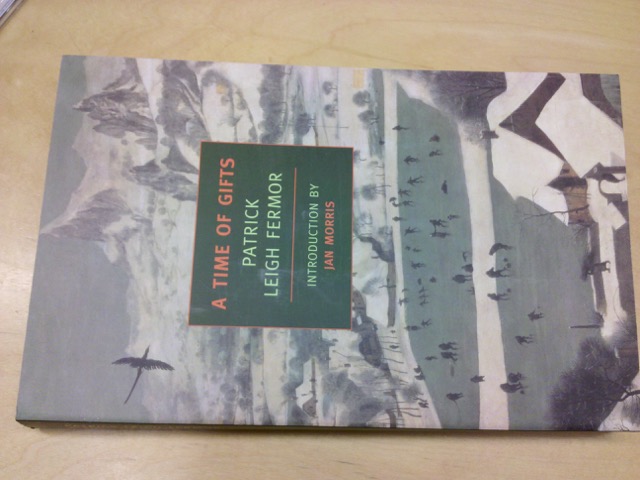 A TIME OF GIFTS
PATRICK
LEIGH FERMOR
INTRODUCTION BY
JAN MORRIS